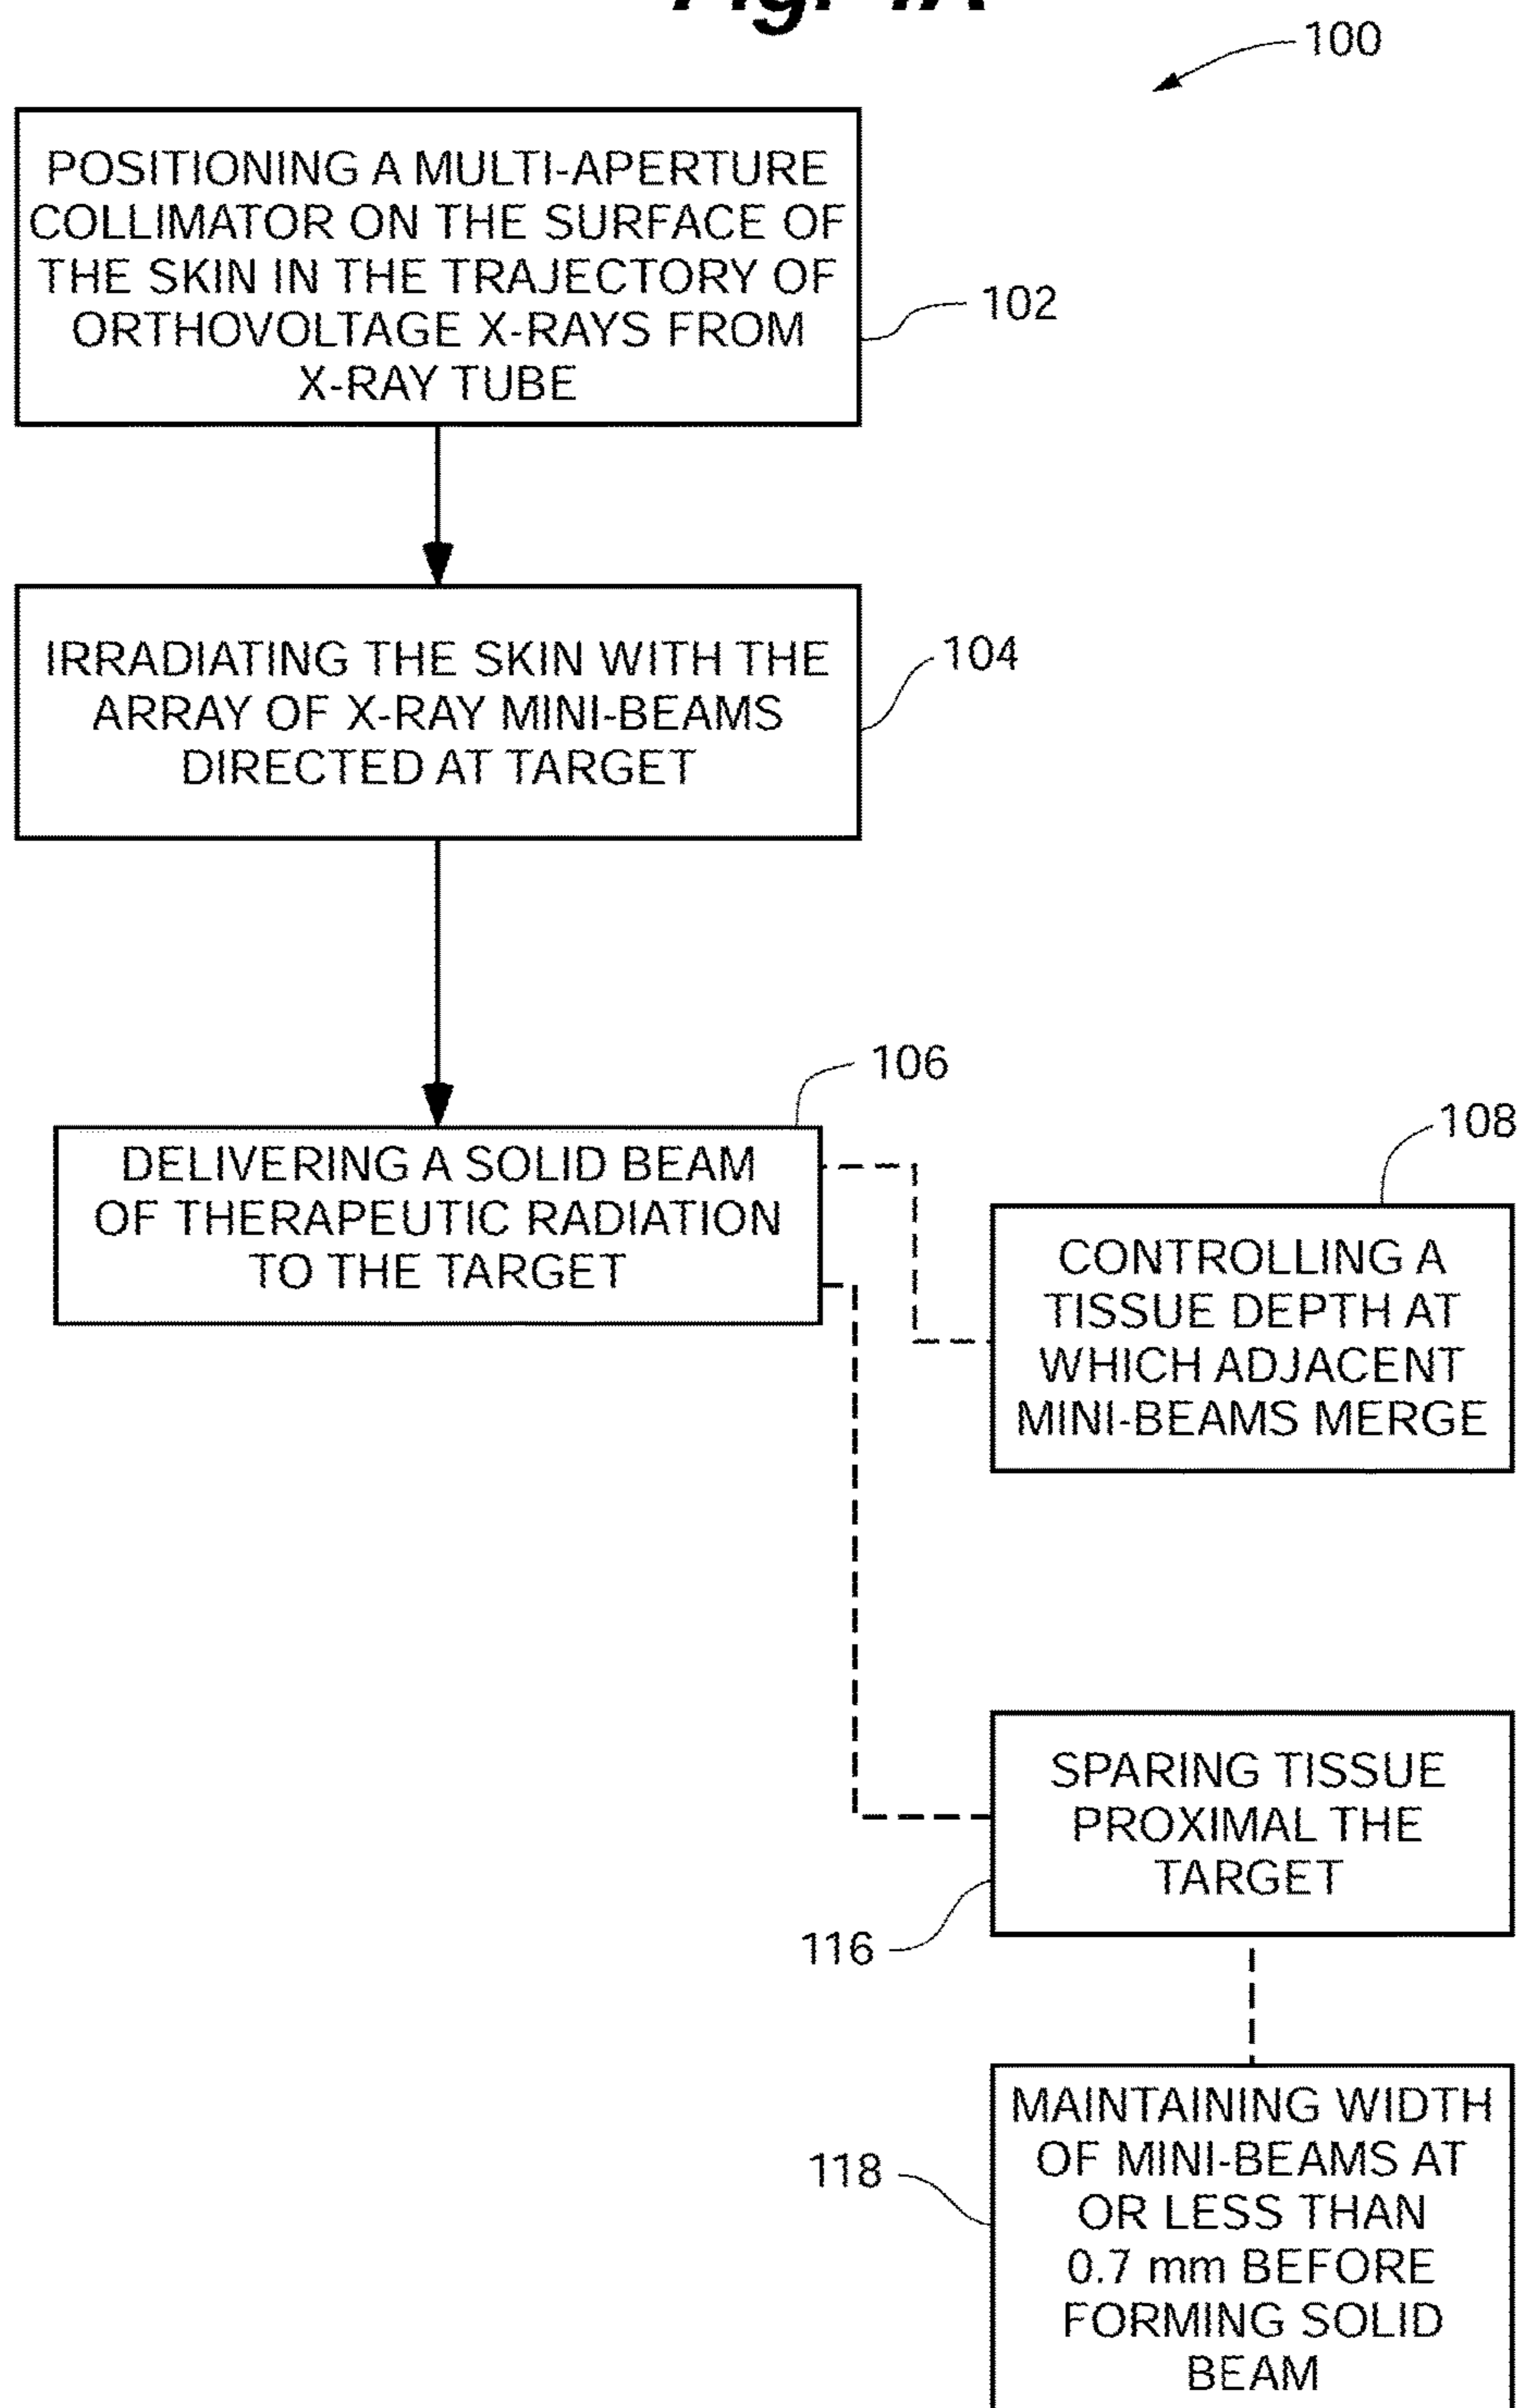 100
POSITIONING A MULTI-APERTURE
COLLIMATOR ON THE SURFACE OF
THE SKIN IN THE TRAJECTORY OF
ORTHOVOLTAGE X-RAYS FROM
X-RAY TUBE
102
IRRADIATING THE SKIN WITH THE
ARRAY OF X-RAY MINI-BEAMS
DIRECTED AT TARGET
104
106
DELIVERING A SOLID BEAM
OF THERAPEUTIC RADIATION
TO THE TARGET
108
CONTROLLING A
TISSUE DEPTH AT
WHICH ADJACENT
MINI-BEAMS MERGE
SPARING TISSUE
PROXIMAL THE
TARGET
116
MAINTAINING WIDTH
OF MINI-BEAMS AT
OR LESS THAN
0.7 mm BEFORE
FORMING SOLID
BEAM
118